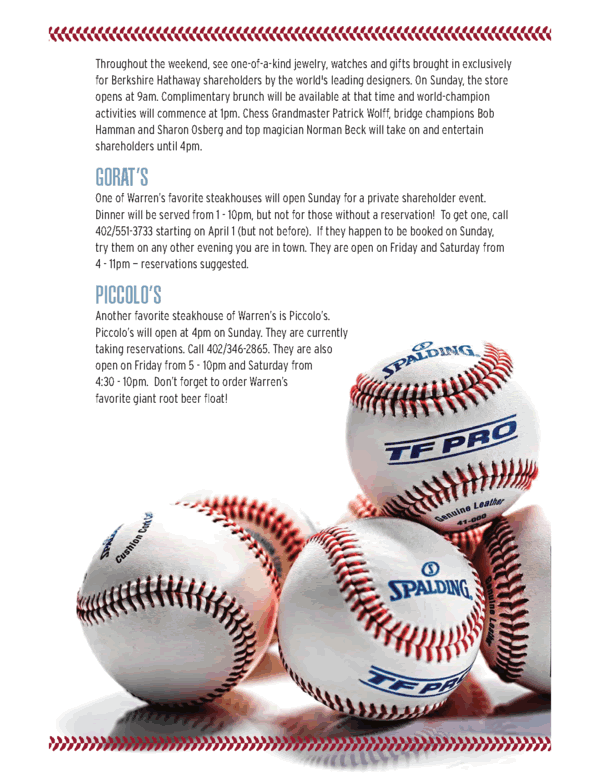 Throughout the weekend, see one-of-a-kind jewelry, watches and gifts brought in exclusively
for Berkshire Hathaway shareholders by the world's leading designers. On Sunday, the store
opens at 9am. Complimentary brunch will be available at that time and world-champion
activities will commence at 1pm. Chess Grandmaster Patrick Wolff, bridge champions Bob
Hamman and Sharon Osberg and top magician Norman Beck will take on and entertain
shareholders until 4pm.
GORAT'S
One of Warren's favorite steakhouses will open Sunday for a private shareholder event.
Dinner will be served from 1 - 10pm, but not for those without a reservation! To get one, call
402/551-3733 starting on April 1 (but not before). If they happen to be booked on Sunday,
try them on any other evening you are in town. They are open on Friday and Saturday from
4 - 11pm – reservations suggested.
PICCOLO'S
Another favorite steakhouse of Warren's is Piccolo's.
Piccolo's will open at 4pm on Sunday. They are currently
taking reservations. Call 402/346-2865. They are also
open on Friday from 5 - 10pm and Saturday from
4:30 - 10pm. Don't forget to order Warren's
favorite giant root beer float!
SPALDING
TF PRO
Genuine Leather
41-000
Cushion
S
SPALDING
TF PR
Genuine Leather